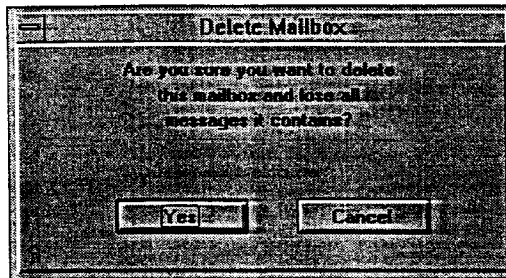 Delete Mailbox
Are you sure you want to delete
this mailbox and lose all
messages it contains?
Yes
Cancel